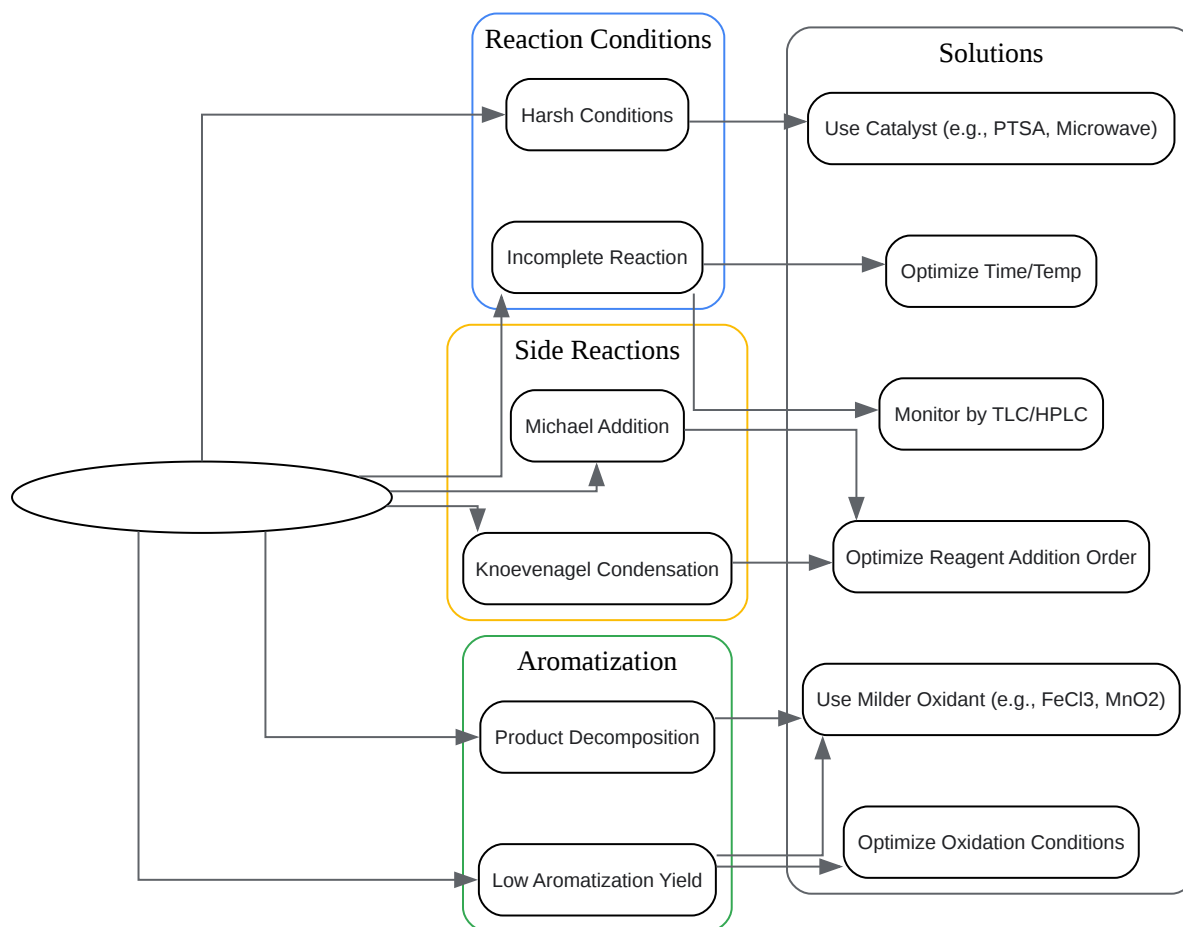 Reaction Conditions
Harsh Conditions
Incomplete Reaction
Side Reactions
Michael Addition
Knoevenagel Condensation
Aromatization
Product Decomposition
Low Aromatization Yield
Solutions
Use Catalyst (e.g., PTSA, Microwave)
Optimize Time/Temp
Monitor by TLC/HPLC
Optimize Reagent Addition Order
Use Milder Oxidant (e.g., FeCl3, MnO2)
Optimize Oxidation Conditions